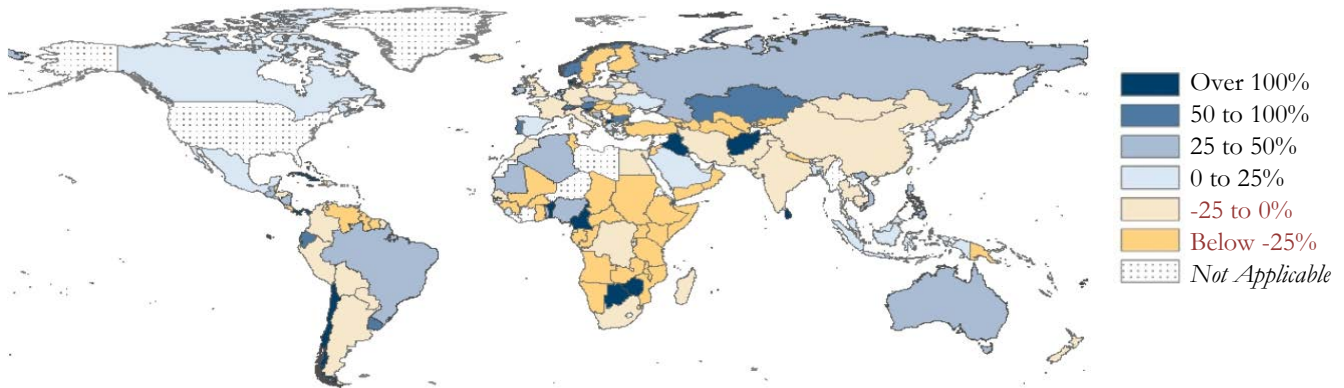 Over 100%
50 to 100%
25 to 50%
0 to 25%
-25 to 0%
Below -25%
Not Applicable